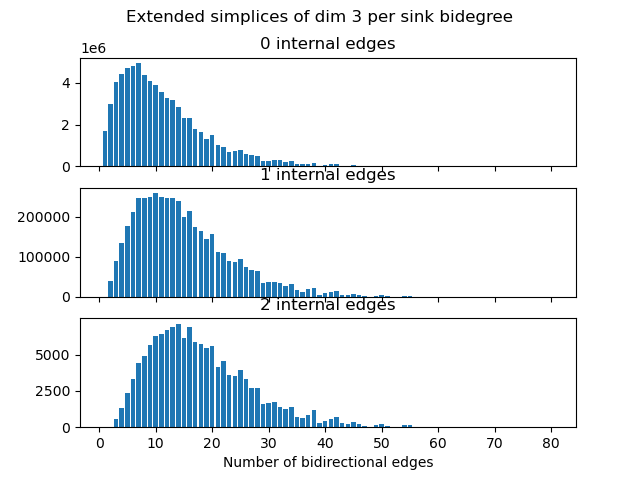 Extended simplices of dim 3 per sink bidegree
0 internal edges
1e6
4
2
0
1 internal edges
200000
100000
0
2 internal edges
5000
2500
0
0 10 20 30 40 50 60 70 80
Number of bidirectional edges